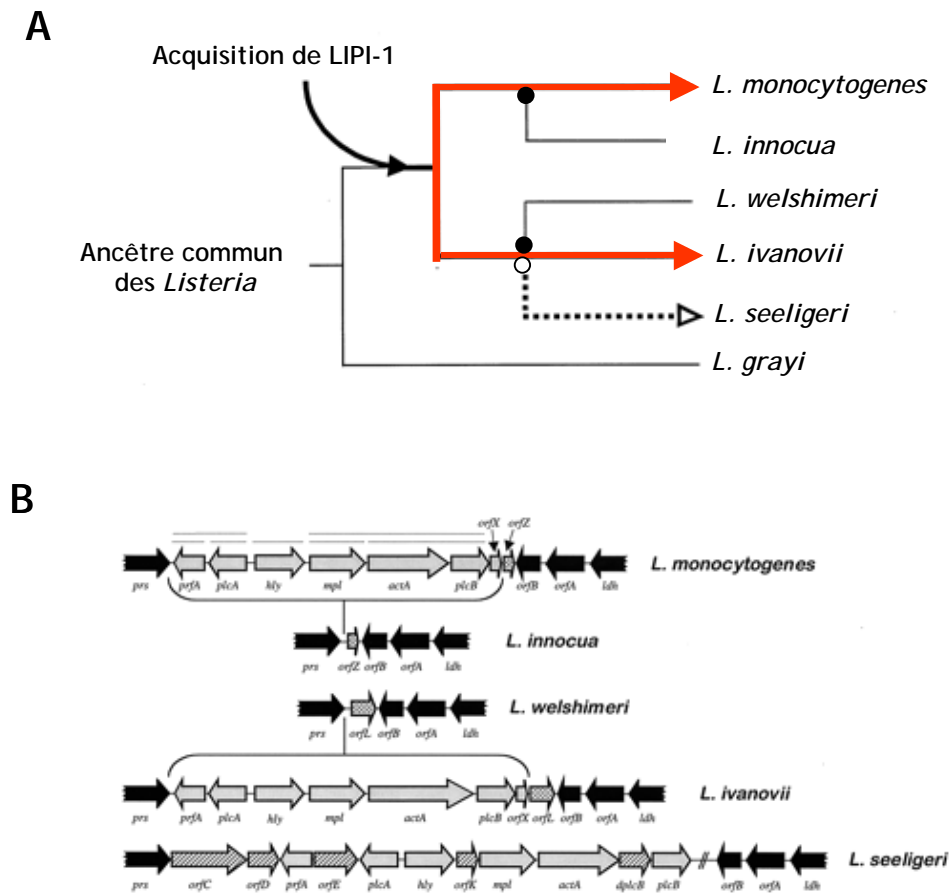 A
Acquisition de LIPI-1
L. monocytogenes
L. innocua
L. welshimeri
Ancêtre commun
des Listeria
L. ivanovii
L. seeligeri
L. grayi
B
orfX orfZ
L. monocytogenes
prs prfA plcA hly mpl actA plcB orfB orfA ldh
L. innocua
prs orfZ orfB orfA ldh
L. welshimeri
prs orfL orfB orfA ldh
L. ivanovii
prs prfA plcA hly mpl actA plcB orfX orfL orfB orfA ldh
L. seeligeri
prs orfC orfD prfA orfE plcA hly orfK mpl actA dplcB plcB orfB orfA ldh